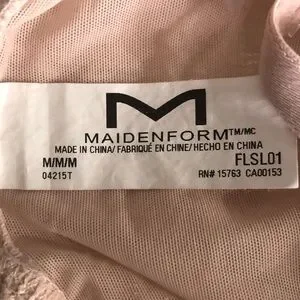 M
MAIDENFORM™/MC
MADE IN CHINA/ FABRIQUÉ EN CHINE/ HECHO EN CHINA
M/M/M FLSL01
04215T RN# 15763 CA00153